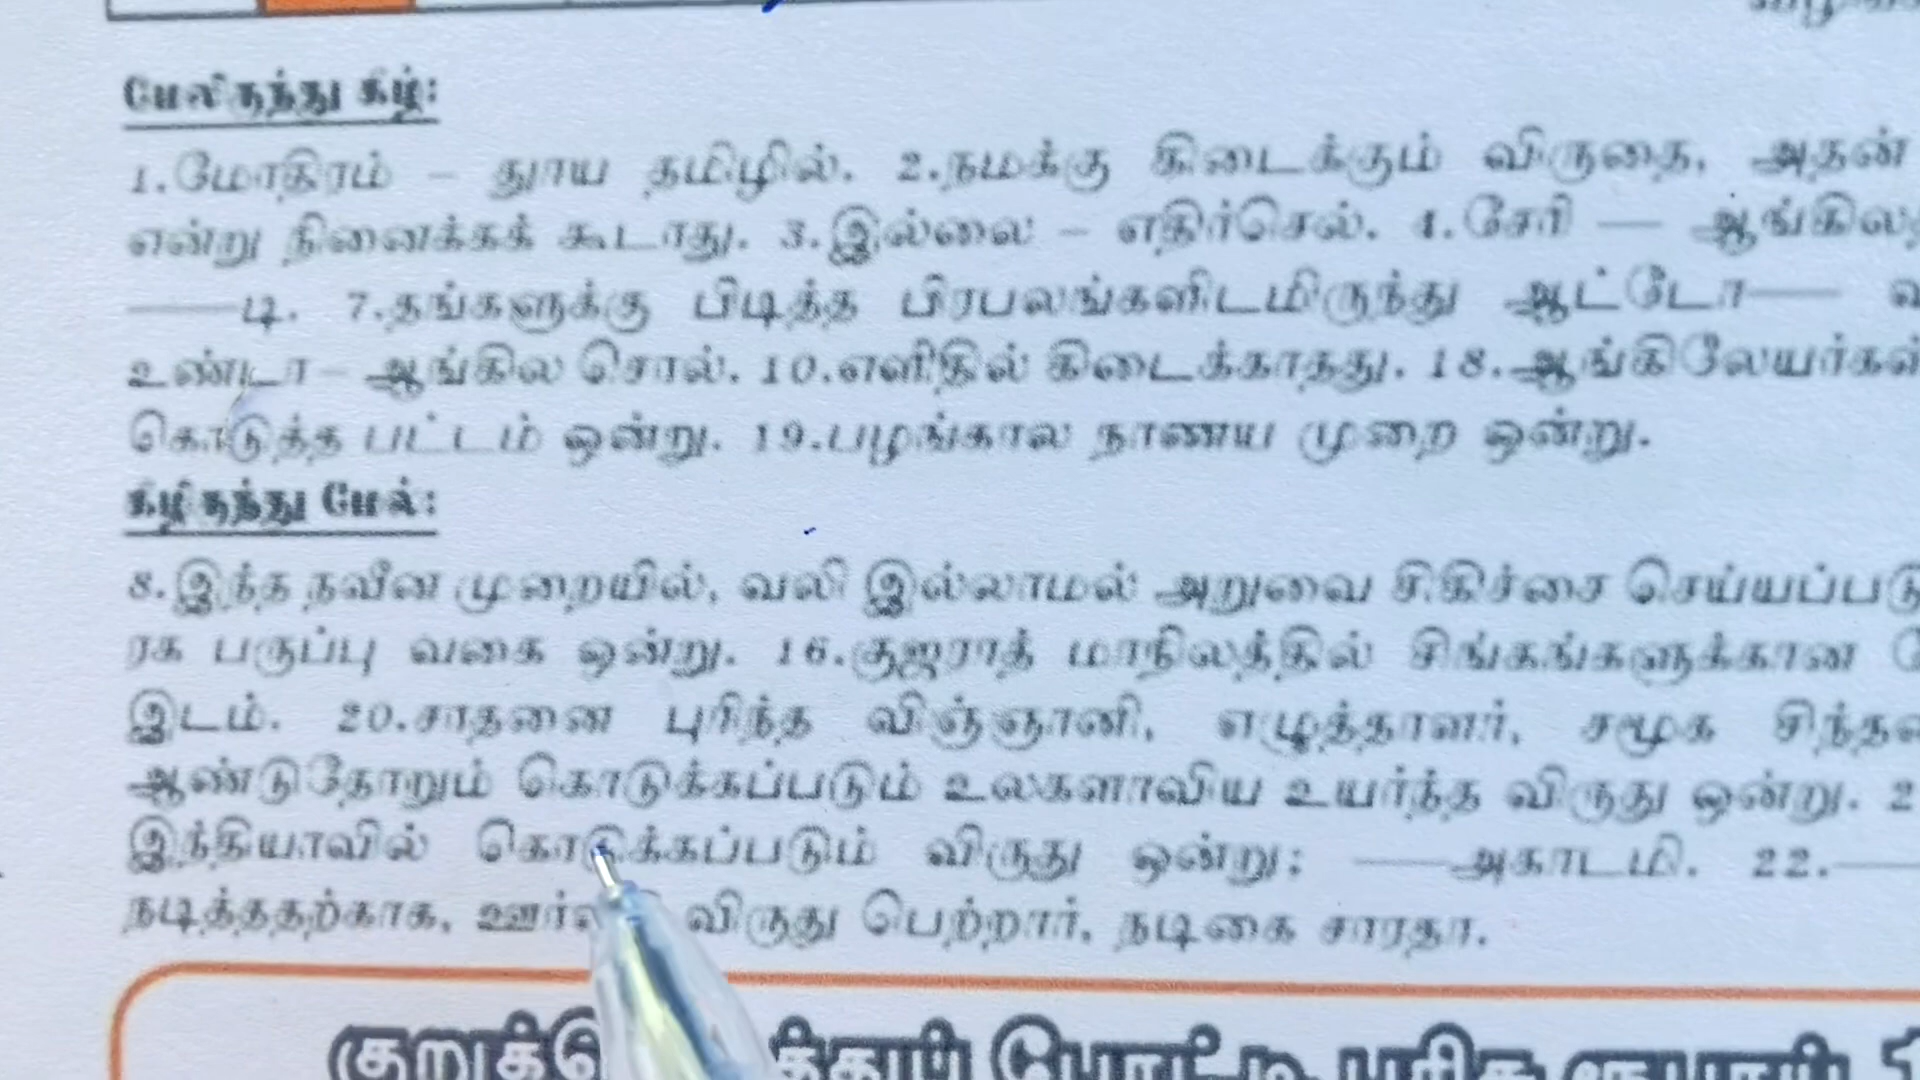 மேலிருந்து கீழ்:
1.மோதிரம் – தூய தமிழில். 2.நமக்கு கிடைக்கும் விருதை, அதன்
என்று நினைக்கக் கூடாது. 3.இல்லை – எதிர்சொல். 4.சேரி — ஆங்கில
——டி. 7.தங்களுக்கு பிடித்த பிரபலங்களிடமிருந்து ஆட்டோ——
உண்டா– ஆங்கில சொல். 10.எளிதில் கிடைக்காதது. 18.ஆங்கிலேயர்கள்
கொடுத்த பட்டம் ஒன்று. 19.பழங்கால நாணய முறை ஒன்று.
கீழிருந்து மேல்:
8.இந்த நவீன முறையில், வலி இல்லாமல் அறுவை சிகிச்சை செய்யப்படு
ரக பருப்பு வகை ஒன்று. 16.குஜராத் மாநிலத்தில் சிங்கங்களுக்கான
இடம். 20.சாதனை புரிந்த விஞ்ஞானி, எழுத்தாளர், சமூக
ஆண்டுதோறும் கொடுக்கப்படும் உலகளாவிய உயர்ந்த விருது ஒன்று. 2
இந்தியாவில் கொடுக்கப்படும் விருது ஒன்று; ——அகாடமி. 22.——
நடித்ததற்காக, விருது பெற்றார், நடிகை சாரதா.
போட்டி பரிசு ரூபாய்